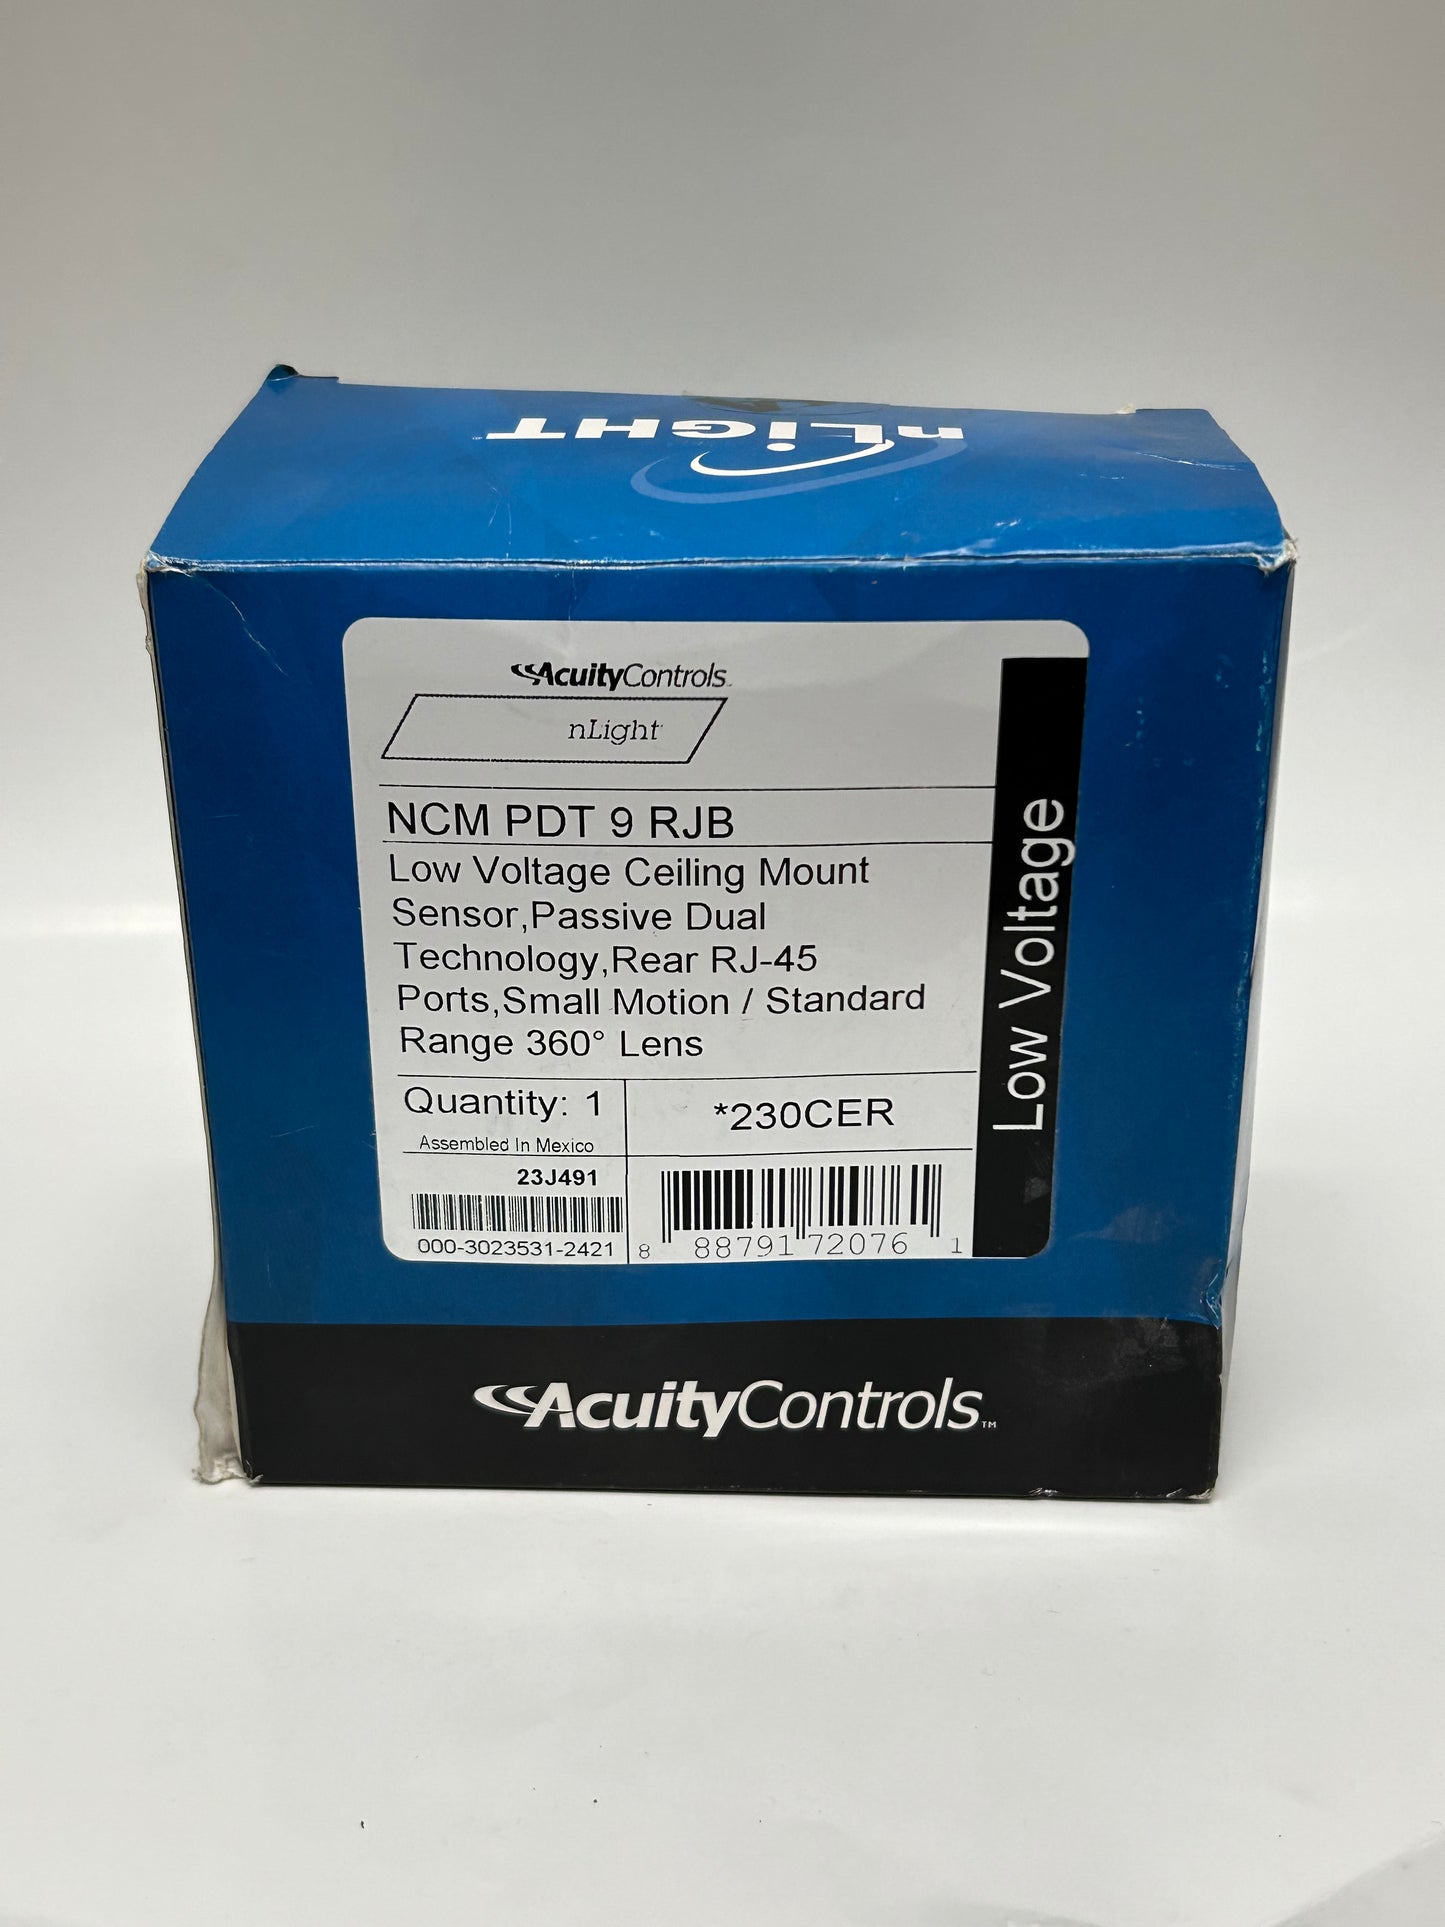 nLiGHT
AcuityControls
nLight
NCM PDT 9 RJB
Low Voltage Ceiling Mount
Sensor,Passive Dual
Technology,Rear RJ-45
Ports,Small Motion / Standard
Range 360° Lens
Quantity: 1
*230CER
Assembled In Mexico
23J491
000-3023531-2421
8 88791 72076 1
Low Voltage
AcuityControls™